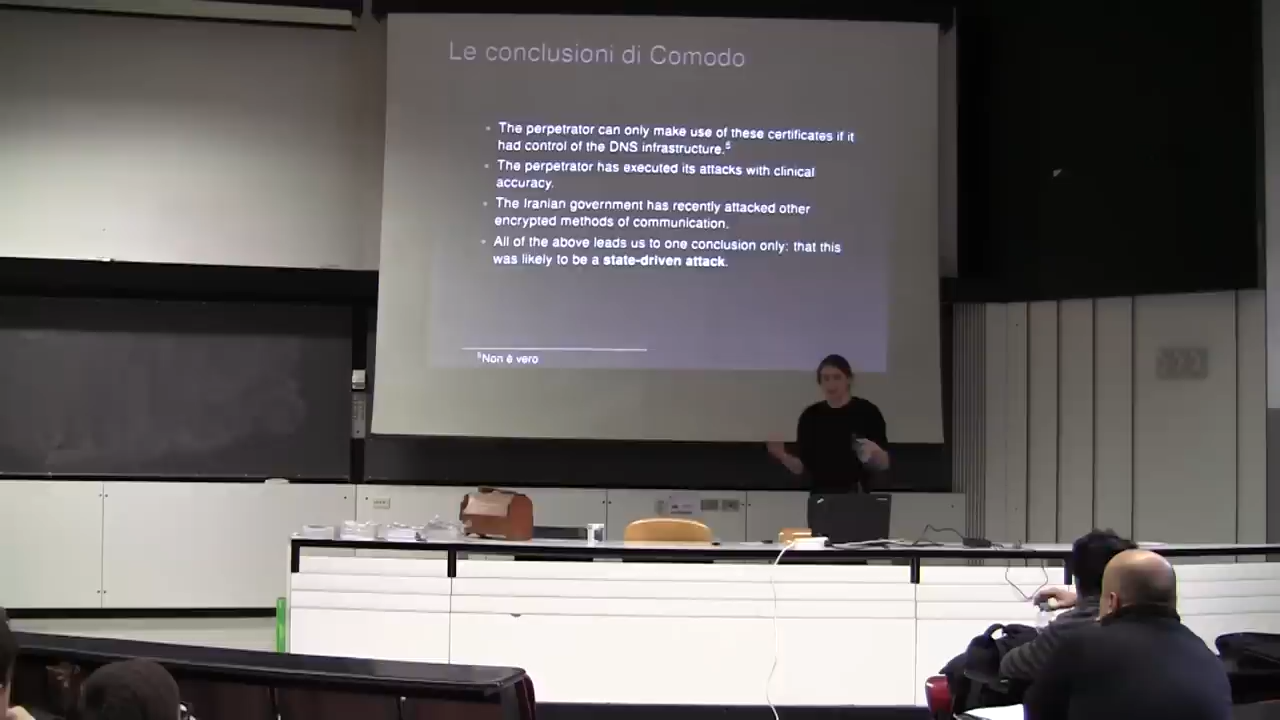 Le conclusioni di Comodo
The perpetrator can only make use of these certificates if it
had control of the DNS infrastructure.5
The perpetrator has executed its attacks with clinical
accuracy.
The Iranian government has recently attacked other
encrypted methods of communication.
All of the above leads us to one conclusion only: that this
was likely to be a state-driven attack.
5Non è vero